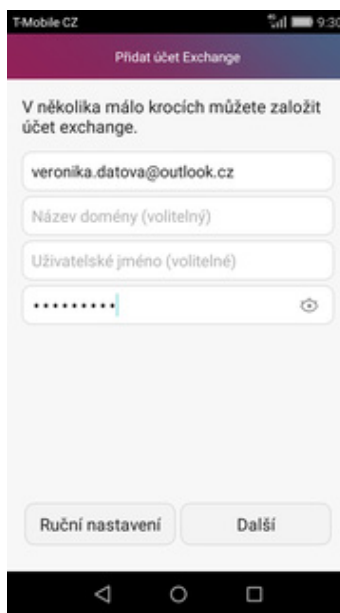 T-Mobile CZ 9:30
Přidat účet Exchange
V několika málo krocích můžete založit
účet exchange.
veronika.datova@outlook.cz
Název domény (volitelný)
Uživatelské jméno (volitelné)
•••••••••
Ruční nastavení Další